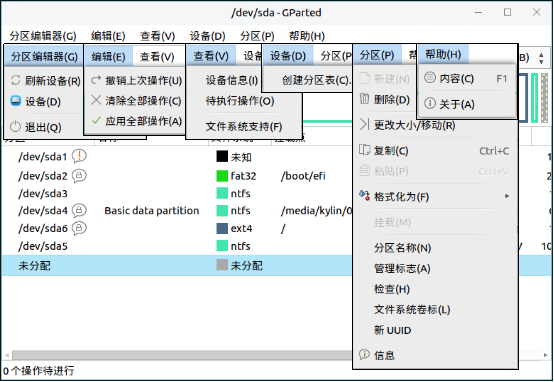 /dev/sda - GParted
分区编辑器(G) 编辑(E) 查看(V) 设备(D) 分区(P) 帮助(H)
分区编辑器(G)
刷新设备(R)
设备(D)
退出(Q)
编辑(E) 查看(V)
撤销上次操作(U)
清除全部操作(C)
应用全部操作(A)
查看(V)
设备信息(I)
待执行操作(O)
文件系统支持(F)
设备(D) 分区(P
创建分区表(C)...
分区(P)
新建(N)
删除(D)
更改大小/移动(R)
复制(C) Ctrl+C
粘贴(P) Ctrl+V
格式化为(F)
挂载(M)
分区名称(N)
管理标志(A)
检查(H)
文件系统卷标(L)
新 UUID
信息
帮助(H)
内容(C) F1
关于(A)
B)
/dev/sda1 未知
/dev/sda2 fat32 /boot/efi
/dev/sda3 ntfs
/dev/sda4 Basic data partition ntfs /media/kylin/0
/dev/sda6 ext4 /
/dev/sda5 ntfs / 10
未分配 未分配
0 个操作待进行